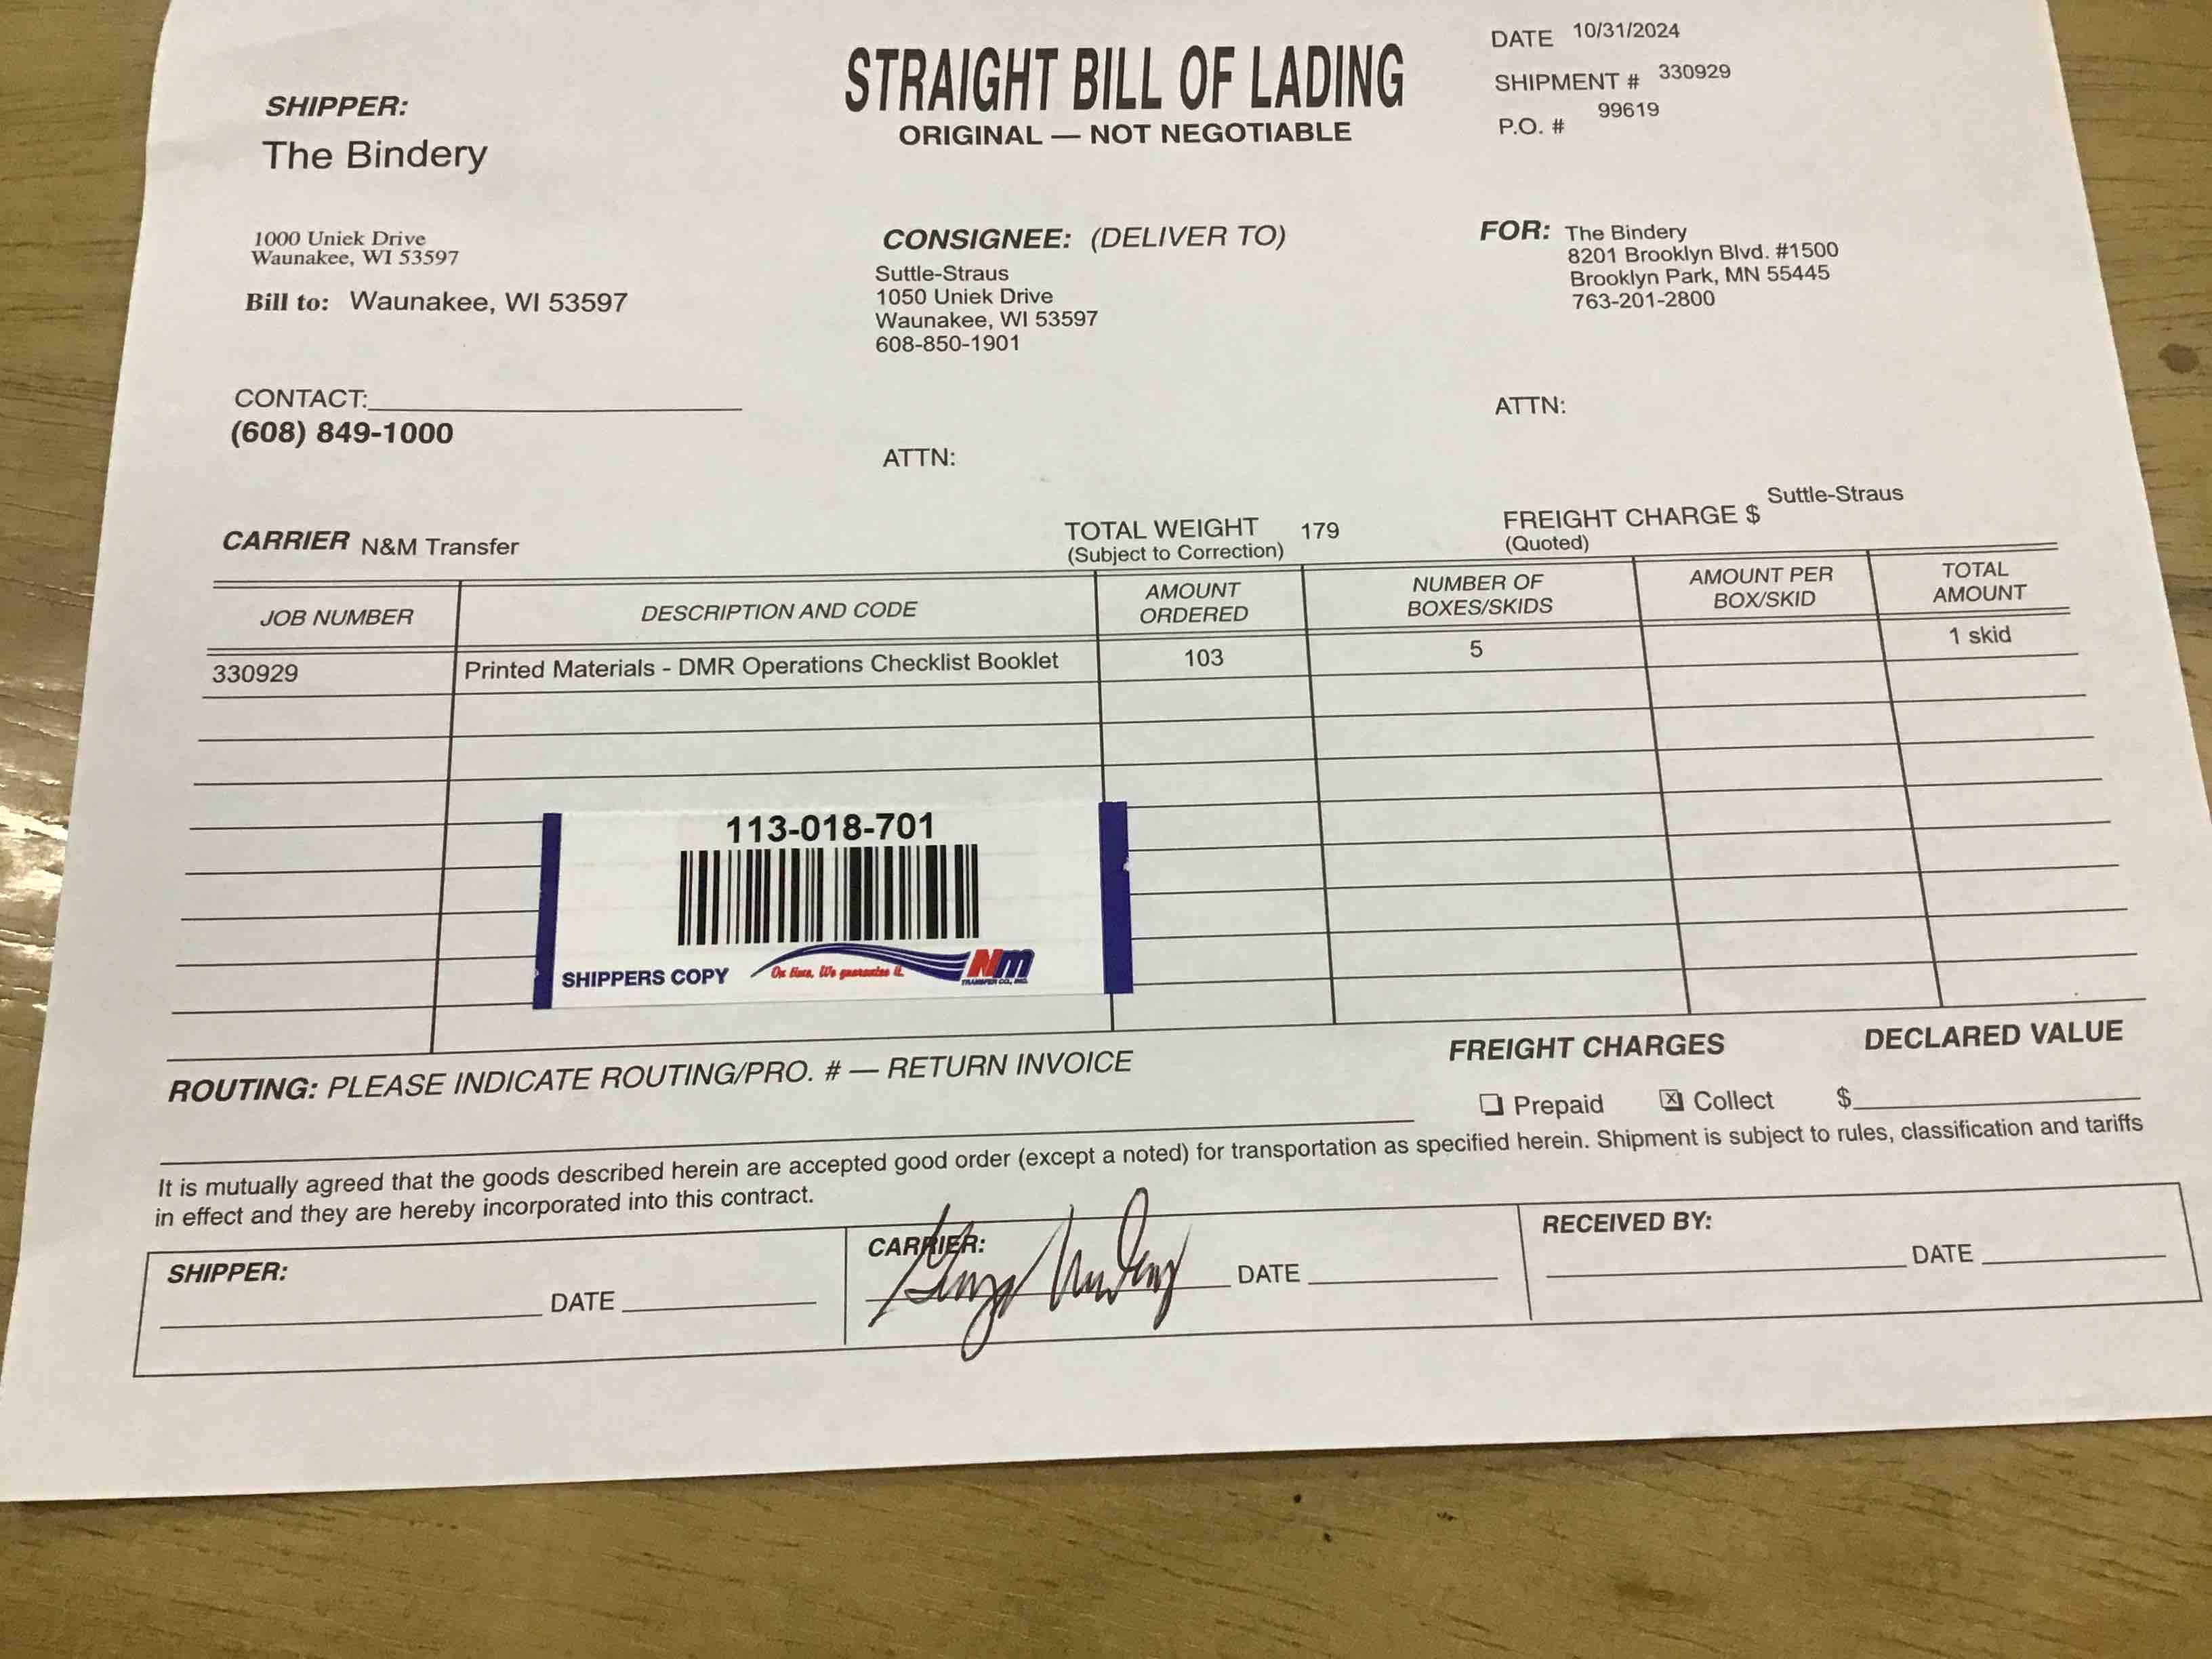 STRAIGHT BILL OF LADING
ORIGINAL — NOT NEGOTIABLE
DATE 10/31/2024
SHIPMENT # 330929
P.O. # 99619
SHIPPER:
The Bindery
1000 Uniek Drive
Waunakee, WI 53597
Bill to: Waunakee, WI 53597
CONTACT:
(608) 849-1000
CONSIGNEE: (DELIVER TO)
Suttle-Straus
1050 Uniek Drive
Waunakee, WI 53597
608-850-1901
ATTN:
FOR: The Bindery
8201 Brooklyn Blvd. #1500
Brooklyn Park, MN 55445
763-201-2800
ATTN:
CARRIER N&M Transfer
TOTAL WEIGHT 179
(Subject to Correction)
FREIGHT CHARGE $ Suttle-Straus
(Quoted)
JOB NUMBER DESCRIPTION AND CODE AMOUNT ORDERED NUMBER OF BOXES/SKIDS AMOUNT PER BOX/SKID TOTAL AMOUNT
330929 Printed Materials - DMR Operations Checklist Booklet 103 5 1 skid
113-018-701
SHIPPERS COPY On time, We guarantee it. Nm
TRANSFER CO., INC.
ROUTING: PLEASE INDICATE ROUTING/PRO. # — RETURN INVOICE
FREIGHT CHARGES DECLARED VALUE
Prepaid X Collect $
It is mutually agreed that the goods described herein are accepted good order (except a noted) for transportation as specified herein. Shipment is subject to rules, classification and tariffs
in effect and they are hereby incorporated into this contract.
SHIPPER:
DATE
CARRIER:
DATE
RECEIVED BY:
DATE